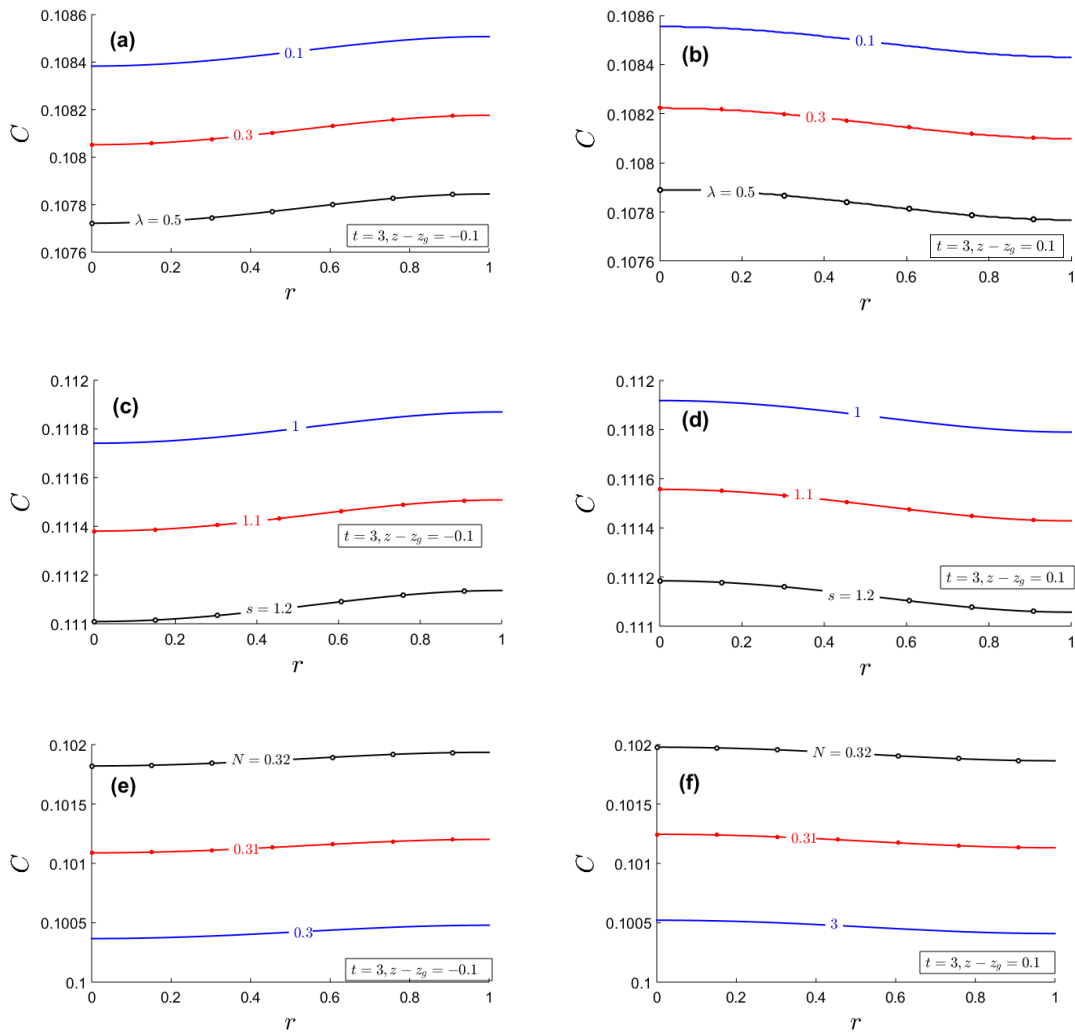 (a)
C
0.1086
0.1084
0.1082
0.108
0.1078
0.1076
0.1
0.3
λ = 0.5
t = 3, z − z_g = −0.1
0 0.2 0.4 0.6 0.8 1
r
(b)
C
0.1086
0.1084
0.1082
0.108
0.1078
0.1076
0.1
0.3
λ = 0.5
t = 3, z − z_g = 0.1
0 0.2 0.4 0.6 0.8 1
r
(c)
C
0.112
0.1118
0.1116
0.1114
0.1112
0.111
1
1.1
s = 1.2
t = 3, z − z_g = −0.1
0 0.2 0.4 0.6 0.8 1
r
(d)
C
0.112
0.1118
0.1116
0.1114
0.1112
0.111
1
1.1
s = 1.2
t = 3, z − z_g = 0.1
0 0.2 0.4 0.6 0.8 1
r
(e)
C
0.102
0.1015
0.101
0.1005
0.1
N = 0.32
0.31
0.3
t = 3, z − z_g = −0.1
0 0.2 0.4 0.6 0.8 1
r
(f)
C
0.102
0.1015
0.101
0.1005
0.1
N = 0.32
0.31
3
t = 3, z − z_g = 0.1
0 0.2 0.4 0.6 0.8 1
r